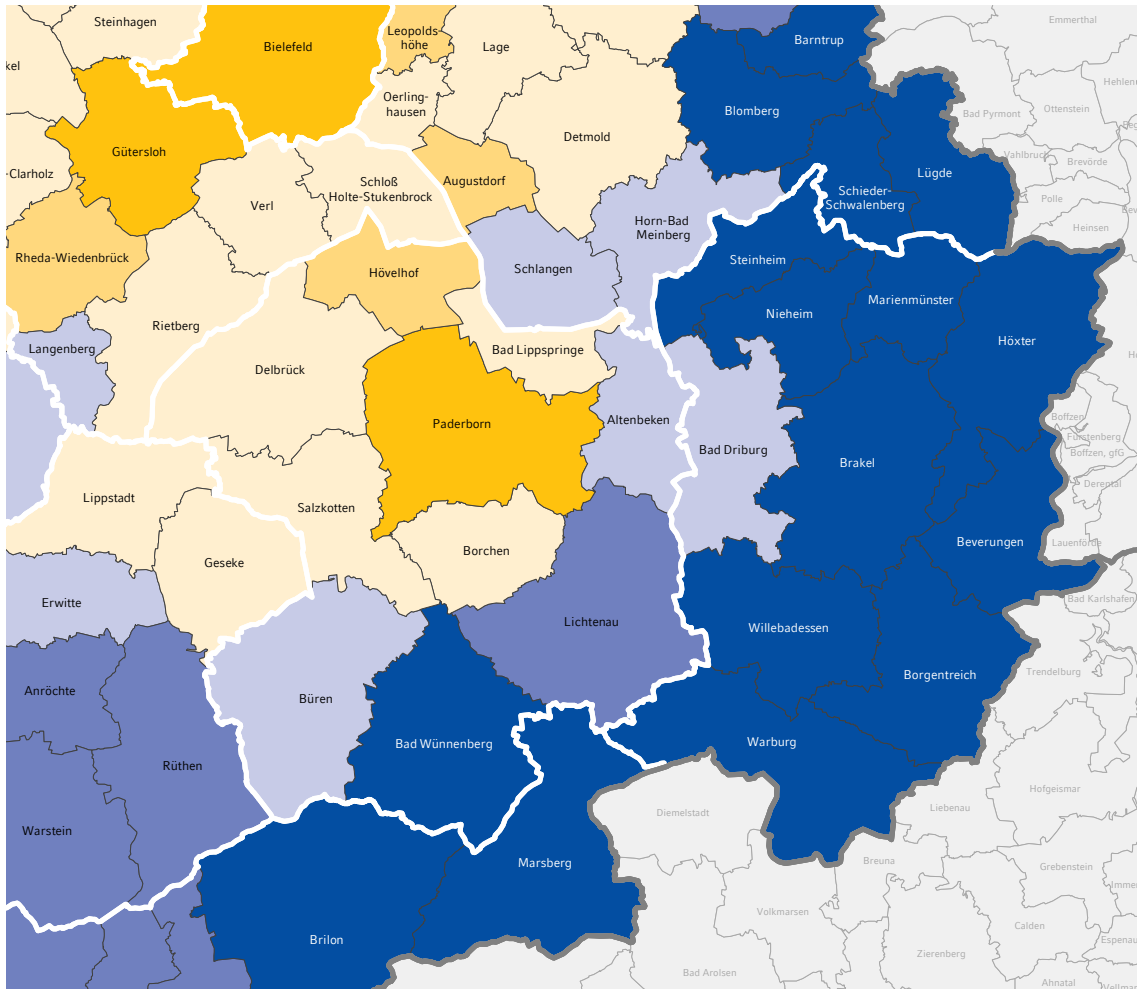 Steinhagen
Bielefeld
Leopolds-
höhe
Lage
Barntrup
Emmerthal
kel
Oerling-
hausen
Hehlen
Blomberg
Ottenstein
Bad Pyrmont
Gütersloh
Detmold
Vahlbruch
Brevörde
-Clarholz
Schloß
Holte-Stukenbrock
Augustdorf
Lügde
Verl
Schieder-
Schwalenberg
Polle
Horn-Bad
Meinberg
Heinsen
Rheda-Wiedenbrück
Hövelhof
Schlangen
Steinheim
Marienmünster
Nieheim
Rietberg
Höxter
Langenberg
Bad Lippspringe
Delbrück
Paderborn
Altenbeken
Boffzen
Fürstenberg
Bad Driburg
Boffzen, gfG
Brakel
Derental
Lippstadt
Salzkotten
Beverungen
Lauenförde
Borchen
Geseke
Erwitte
Bad Karlshafen
Lichtenau
Willebadessen
Trendelburg
Borgentreich
Anröchte
Büren
Bad Wünnenberg
Warburg
Rüthen
Hofgeismar
Liebenau
Diemelstadt
Warstein
Marsberg
Breuna
Grebenstein
Imme
Volkmarsen
Calden
Brilon
Espenau
Zierenberg
Bad Arolsen
Ahnatal
Vellmar